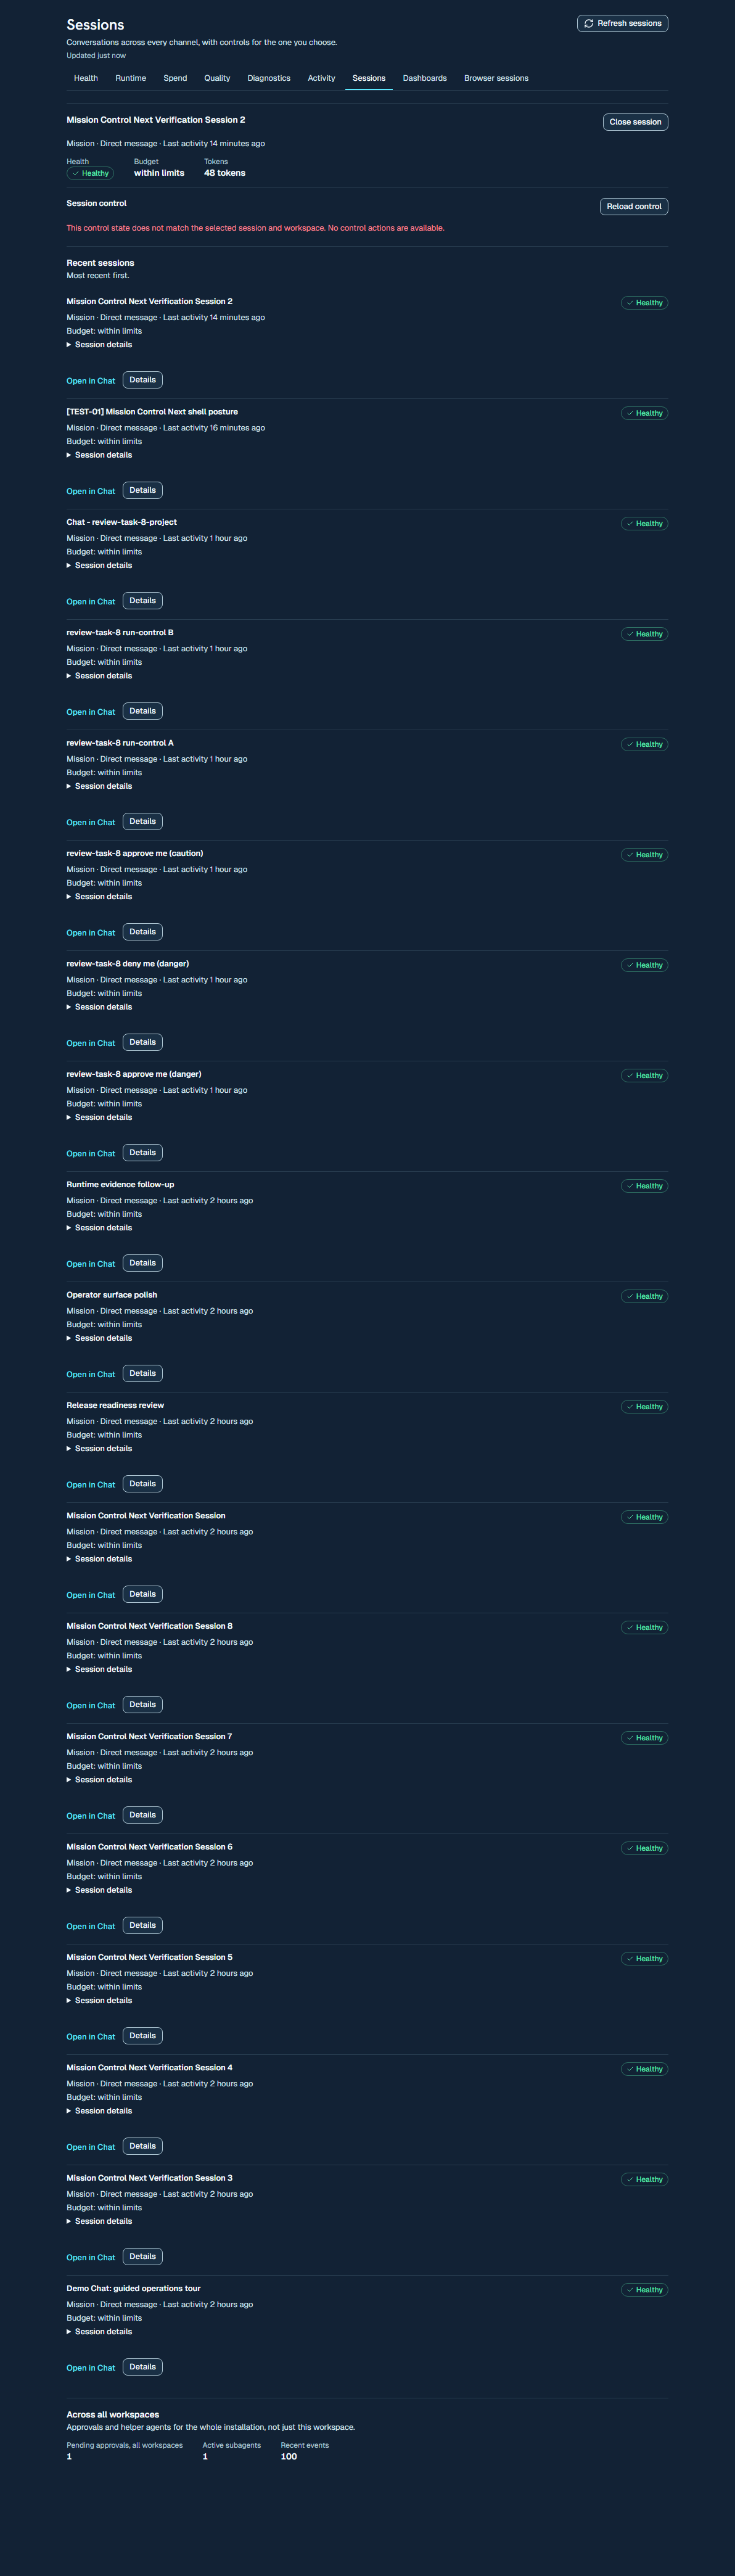 Sessions
Refresh sessions
Conversations across every channel, with controls for the one you choose.
Updated just now
Health Runtime Spend Quality Diagnostics Activity Sessions Dashboards Browser sessions
Mission Control Next Verification Session 2
Close session
Mission · Direct message · Last activity 14 minutes ago
Health Budget Tokens
Healthy within limits 48 tokens
Session control
Reload control
This control state does not match the selected session and workspace. No control actions are available.
Recent sessions
Most recent first.
Mission Control Next Verification Session 2
Healthy
Mission · Direct message · Last activity 14 minutes ago
Budget: within limits
Session details
Open in Chat Details
[TEST-01] Mission Control Next shell posture
Healthy
Mission · Direct message · Last activity 16 minutes ago
Budget: within limits
Session details
Open in Chat Details
Chat - review-task-8-project
Healthy
Mission · Direct message · Last activity 1 hour ago
Budget: within limits
Session details
Open in Chat Details
review-task-8 run-control B
Healthy
Mission · Direct message · Last activity 1 hour ago
Budget: within limits
Session details
Open in Chat Details
review-task-8 run-control A
Healthy
Mission · Direct message · Last activity 1 hour ago
Budget: within limits
Session details
Open in Chat Details
review-task-8 approve me (caution)
Healthy
Mission · Direct message · Last activity 1 hour ago
Budget: within limits
Session details
Open in Chat Details
review-task-8 deny me (danger)
Healthy
Mission · Direct message · Last activity 1 hour ago
Budget: within limits
Session details
Open in Chat Details
review-task-8 approve me (danger)
Healthy
Mission · Direct message · Last activity 1 hour ago
Budget: within limits
Session details
Open in Chat Details
Runtime evidence follow-up
Healthy
Mission · Direct message · Last activity 2 hours ago
Budget: within limits
Session details
Open in Chat Details
Operator surface polish
Healthy
Mission · Direct message · Last activity 2 hours ago
Budget: within limits
Session details
Open in Chat Details
Release readiness review
Healthy
Mission · Direct message · Last activity 2 hours ago
Budget: within limits
Session details
Open in Chat Details
Mission Control Next Verification Session
Healthy
Mission · Direct message · Last activity 2 hours ago
Budget: within limits
Session details
Open in Chat Details
Mission Control Next Verification Session 8
Healthy
Mission · Direct message · Last activity 2 hours ago
Budget: within limits
Session details
Open in Chat Details
Mission Control Next Verification Session 7
Healthy
Mission · Direct message · Last activity 2 hours ago
Budget: within limits
Session details
Open in Chat Details
Mission Control Next Verification Session 6
Healthy
Mission · Direct message · Last activity 2 hours ago
Budget: within limits
Session details
Open in Chat Details
Mission Control Next Verification Session 5
Healthy
Mission · Direct message · Last activity 2 hours ago
Budget: within limits
Session details
Open in Chat Details
Mission Control Next Verification Session 4
Healthy
Mission · Direct message · Last activity 2 hours ago
Budget: within limits
Session details
Open in Chat Details
Mission Control Next Verification Session 3
Healthy
Mission · Direct message · Last activity 2 hours ago
Budget: within limits
Session details
Open in Chat Details
Demo Chat: guided operations tour
Healthy
Mission · Direct message · Last activity 2 hours ago
Budget: within limits
Session details
Open in Chat Details
Across all workspaces
Approvals and helper agents for the whole installation, not just this workspace.
Pending approvals, all workspaces Active subagents Recent events
1 1 100